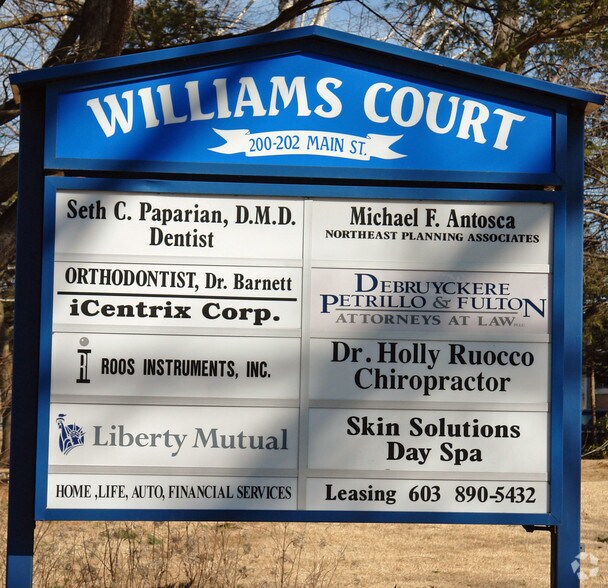 WILLIAMS COURT
200-202 MAIN ST.
Seth C. Paparian, D.M.D.
Dentist
ORTHODONTIST, Dr. Barnett
iCentrix Corp.
ROOS INSTRUMENTS, INC.
Liberty Mutual
HOME ,LIFE, AUTO, FINANCIAL SERVICES
Michael F. Antosca
NORTHEAST PLANNING ASSOCIATES
DEBRUYCKERE
PETRILLO & FULTON
ATTORNEYS AT LAW
Dr. Holly Ruocco
Chiropractor
Skin Solutions
Day Spa
Leasing 603 890-5432